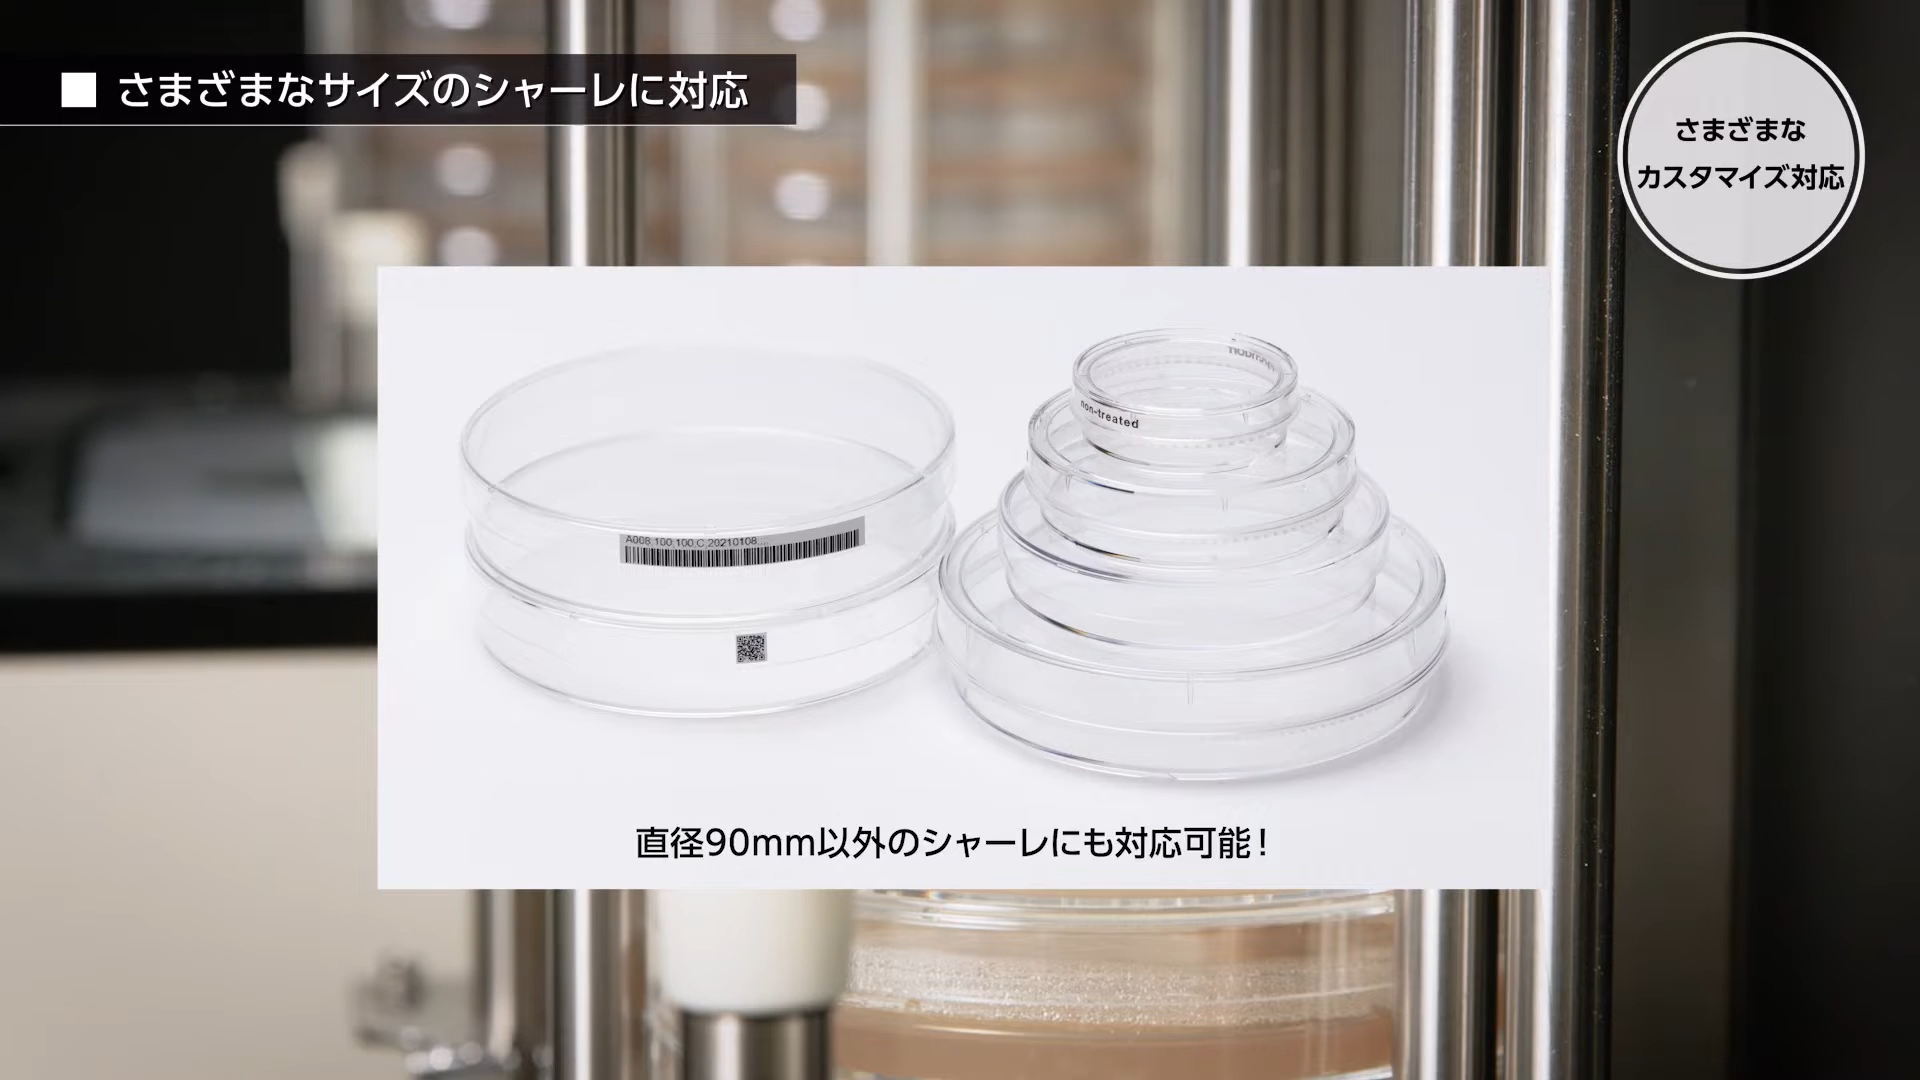 ■ さまざまなサイズのシャーレに対応
さまざまな
カスタマイズ対応
non-treated
A008.100.100.C.20210108....
直径90mm以外のシャーレにも対応可能！